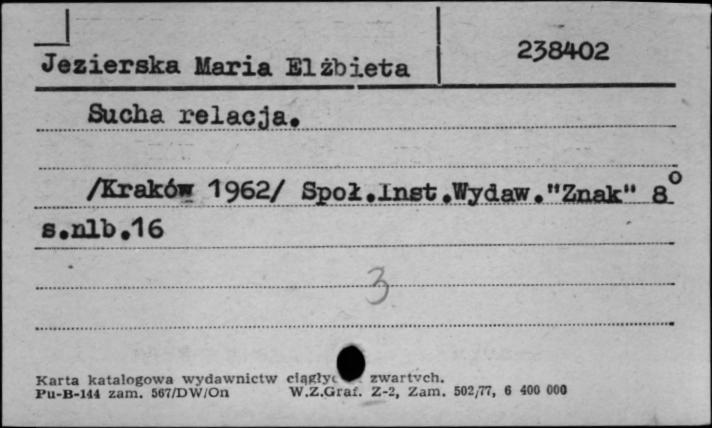 238402
Jezierska Maria Elżbieta
Sucha relacja.
/Kraków 1962/ Społ.Inst.Wydaw."Znak" 8°
s.nlb.16
3
Karta katalogowa wydawnictw zwartych.
Pu-B-144 zam. 567/DW/On W.Z.Graf. Z-2, Zam. 502/77, 6 400 000